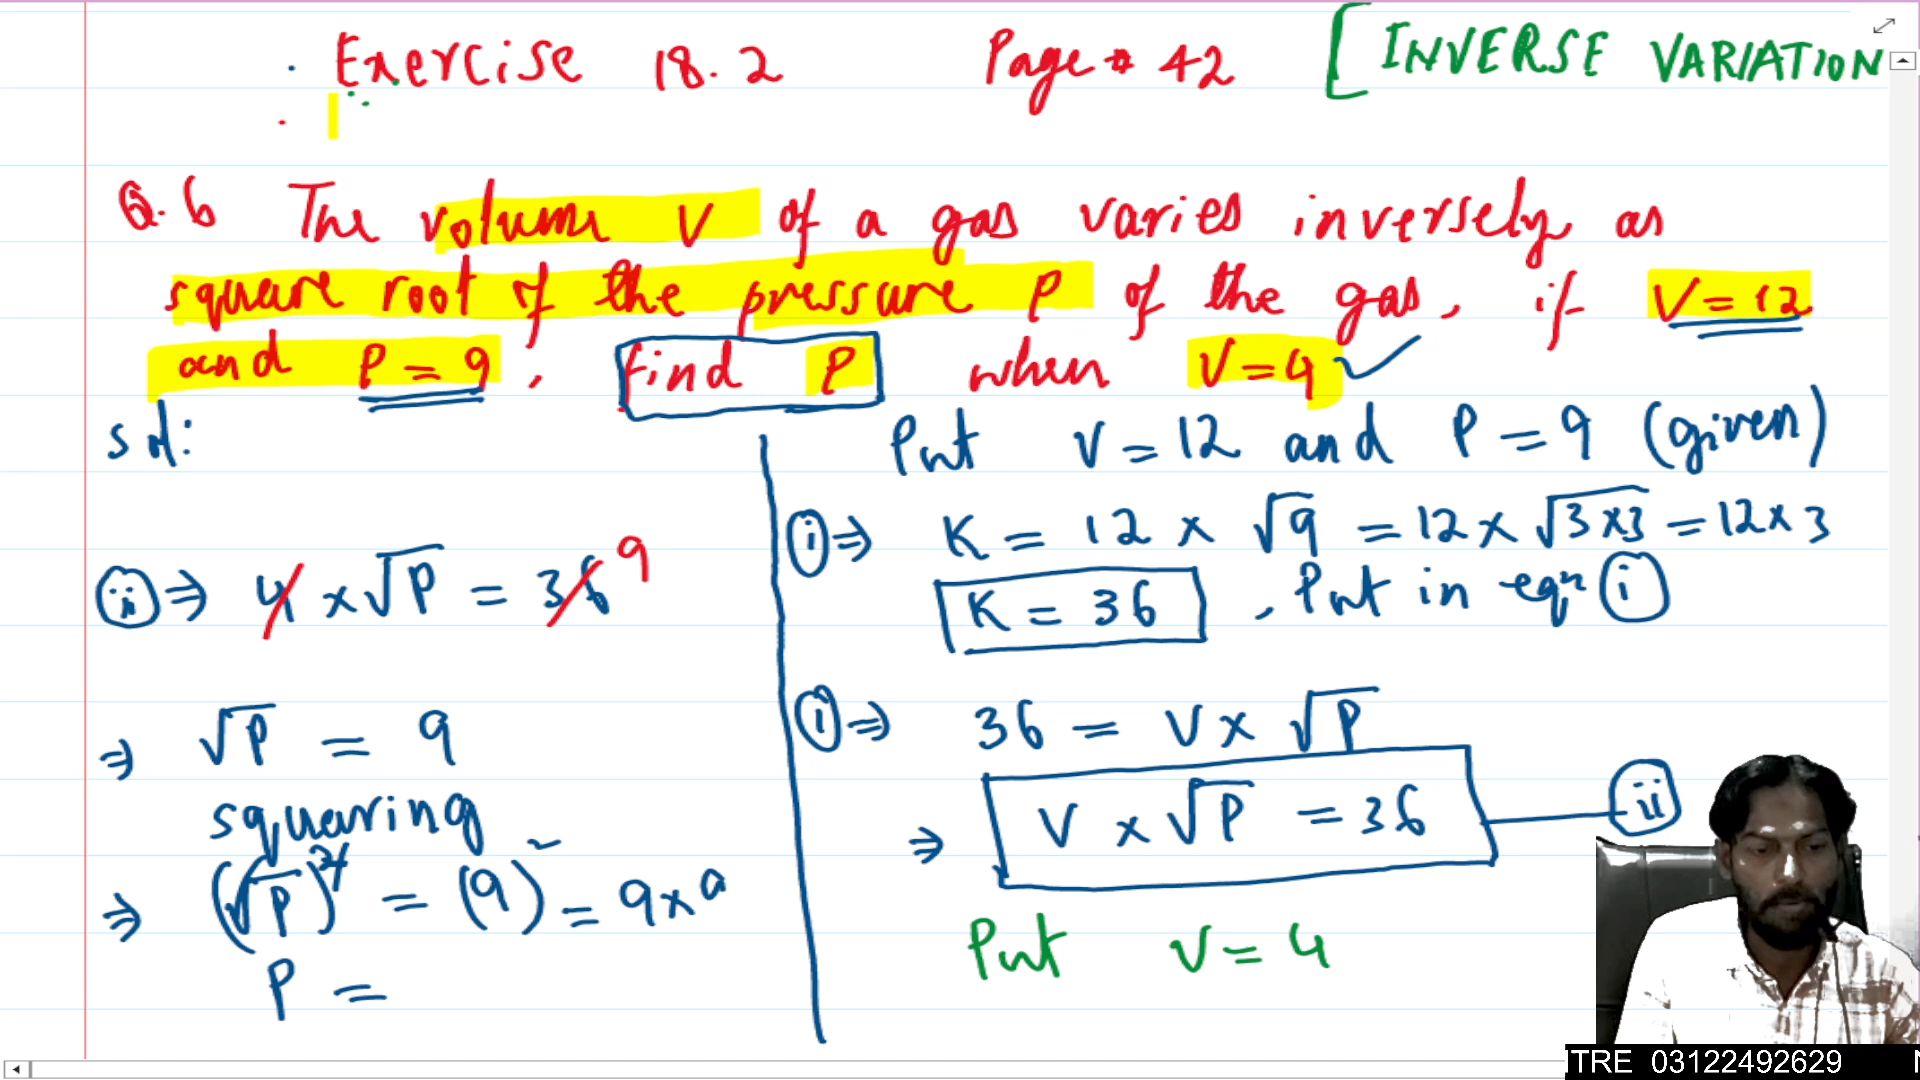 Exercise 18.2 Page # 42 [INVERSE VARIATION
Q.6 The volume V of a gas varies inversely as
square root of the pressure P of the gas, if V = 12
and P = 9, find P when V = 4 ✓
Sol:
ii ⇒ 4 × √P = 36 9
⇒ √P = 9
squaring
⇒ (√P)² = (9)² = 9 × 9
P =
Put V = 12 and P = 9 (given)
i ⇒ K = 12 × √9 = 12 × √3×3 = 12 × 3
K = 36 , Put in eqn i
i ⇒ 36 = V × √P
⇒ V × √P = 36 ii
Put V = 4
NTRE 03122492629